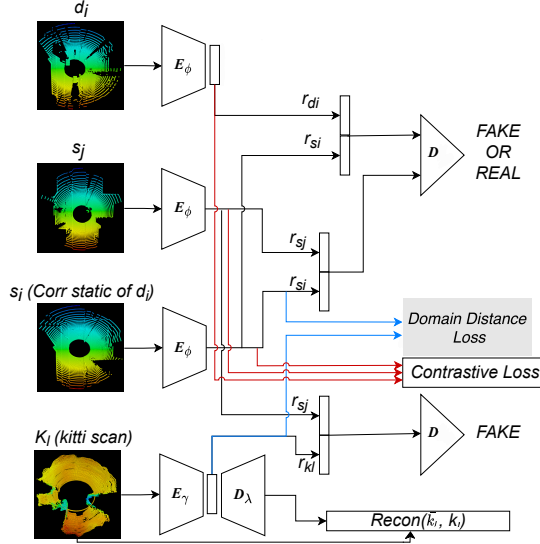 d_i
E_ϕ
r_di
r_si
D
FAKE
OR
REAL
s_j
E_ϕ
r_sj
r_si
s_i (Corr static of d_i)
E_ϕ
Domain Distance
Loss
Contrastive Loss
r_sj
r_kl
D
FAKE
K_l (kitti scan)
E_γ
D_λ
Recon(k̄_l, k_l)